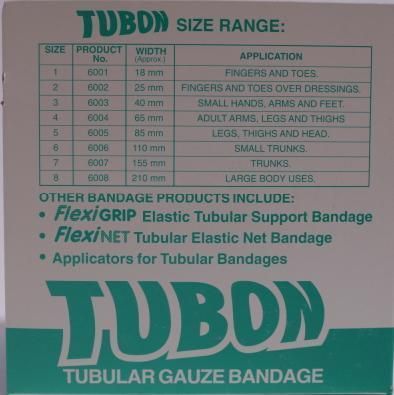 TUBON SIZE RANGE:
SIZE PRODUCT No. WIDTH (Approx.) APPLICATION
1 6001 18 mm FINGERS AND TOES.
2 6002 25 mm FINGERS AND TOES OVER DRESSINGS.
3 6003 40 mm SMALL HANDS, ARMS AND FEET.
4 6004 65 mm ADULT ARMS, LEGS AND THIGHS
5 6005 85 mm LEGS, THIGHS AND HEAD.
6 6006 110 mm SMALL TRUNKS.
7 6007 155 mm TRUNKS.
8 6008 210 mm LARGE BODY USES.
OTHER BANDAGE PRODUCTS INCLUDE:
• FlexiGRIP Elastic Tubular Support Bandage
• FlexiNET Tubular Elastic Net Bandage
• Applicators for Tubular Bandages
TUBON
TUBULAR GAUZE BANDAGE